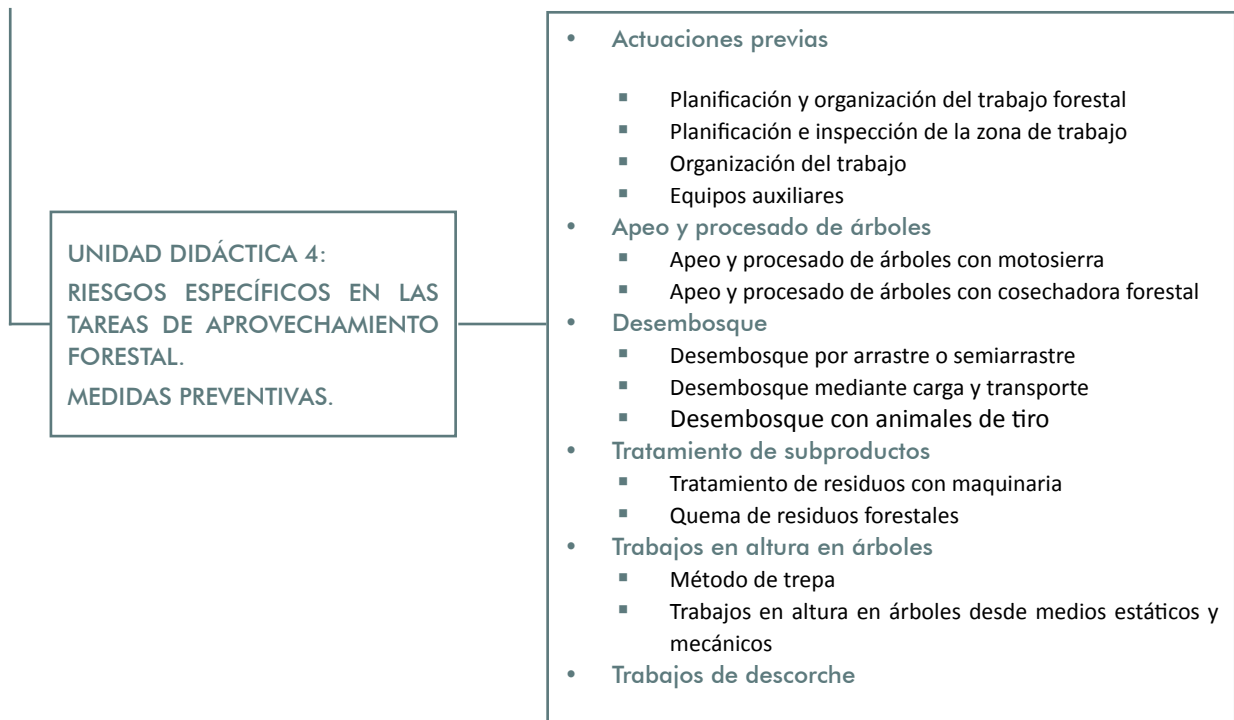 UNIDAD DIDÁCTICA 4:
RIESGOS ESPECÍFICOS EN LAS
TAREAS DE APROVECHAMIENTO
FORESTAL.
MEDIDAS PREVENTIVAS.
• Actuaciones previas
▪ Planificación y organización del trabajo forestal
▪ Planificación e inspección de la zona de trabajo
▪ Organización del trabajo
▪ Equipos auxiliares
• Apeo y procesado de árboles
▪ Apeo y procesado de árboles con motosierra
▪ Apeo y procesado de árboles con cosechadora forestal
• Desembosque
▪ Desembosque por arrastre o semiarrastre
▪ Desembosque mediante carga y transporte
▪ Desembosque con animales de tiro
• Tratamiento de subproductos
▪ Tratamiento de residuos con maquinaria
▪ Quema de residuos forestales
• Trabajos en altura en árboles
▪ Método de trepa
▪ Trabajos en altura en árboles desde medios estáticos y
mecánicos
• Trabajos de descorche